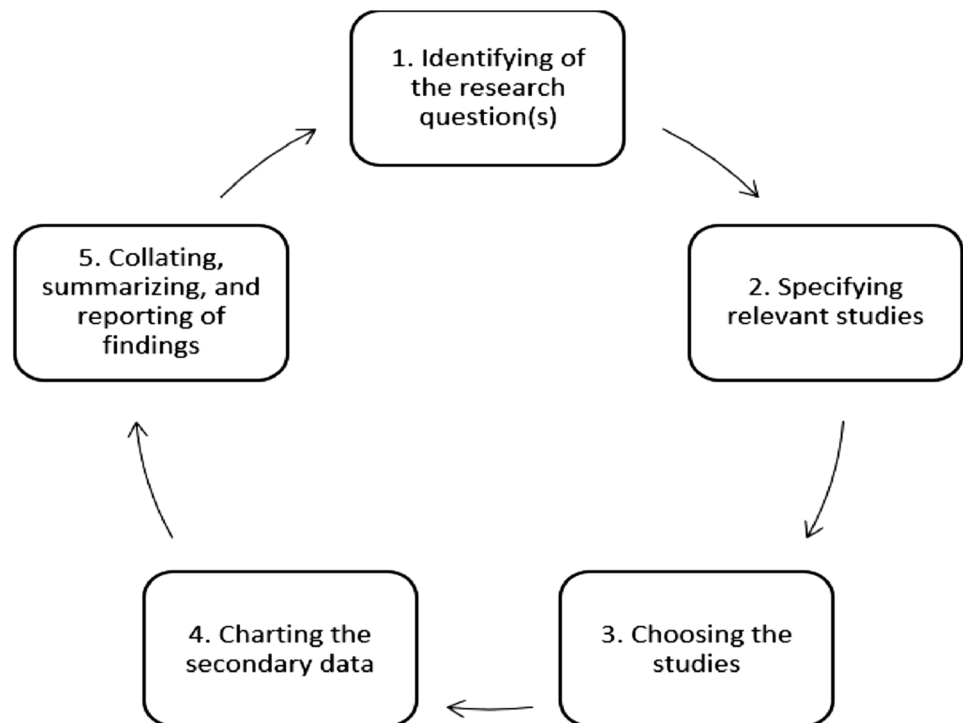 1. Identifying of
the research
question(s)
2. Specifying
relevant studies
3. Choosing the
studies
4. Charting the
secondary data
5. Collating,
summarizing, and
reporting of
findings